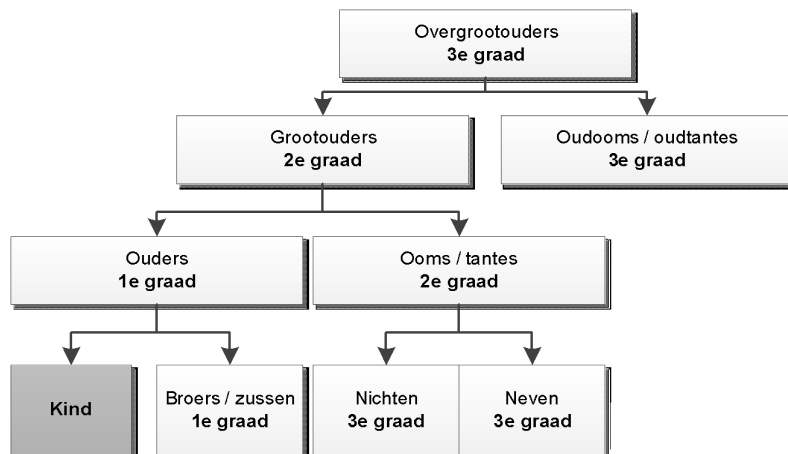 Overgrootouders
3e graad
Grootouders
2e graad
Oudooms / oudtantes
3e graad
Ouders
1e graad
Ooms / tantes
2e graad
Kind
Broers / zussen
1e graad
Nichten
3e graad
Neven
3e graad